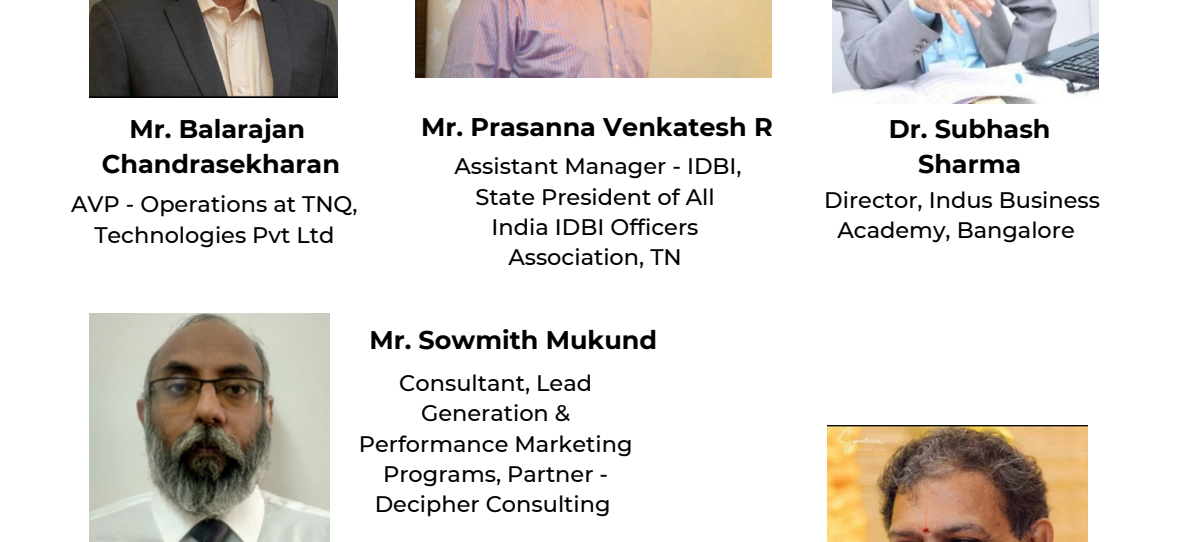 Mr. Balarajan
Chandrasekharan
AVP - Operations at TNQ,
Technologies Pvt Ltd
Mr. Prasanna Venkatesh R
Assistant Manager - IDBI,
State President of All
India IDBI Officers
Association, TN
Dr. Subhash
Sharma
Director, Indus Business
Academy, Bangalore
Mr. Sowmith Mukund
Consultant, Lead
Generation &
Performance Marketing
Programs, Partner -
Decipher Consulting